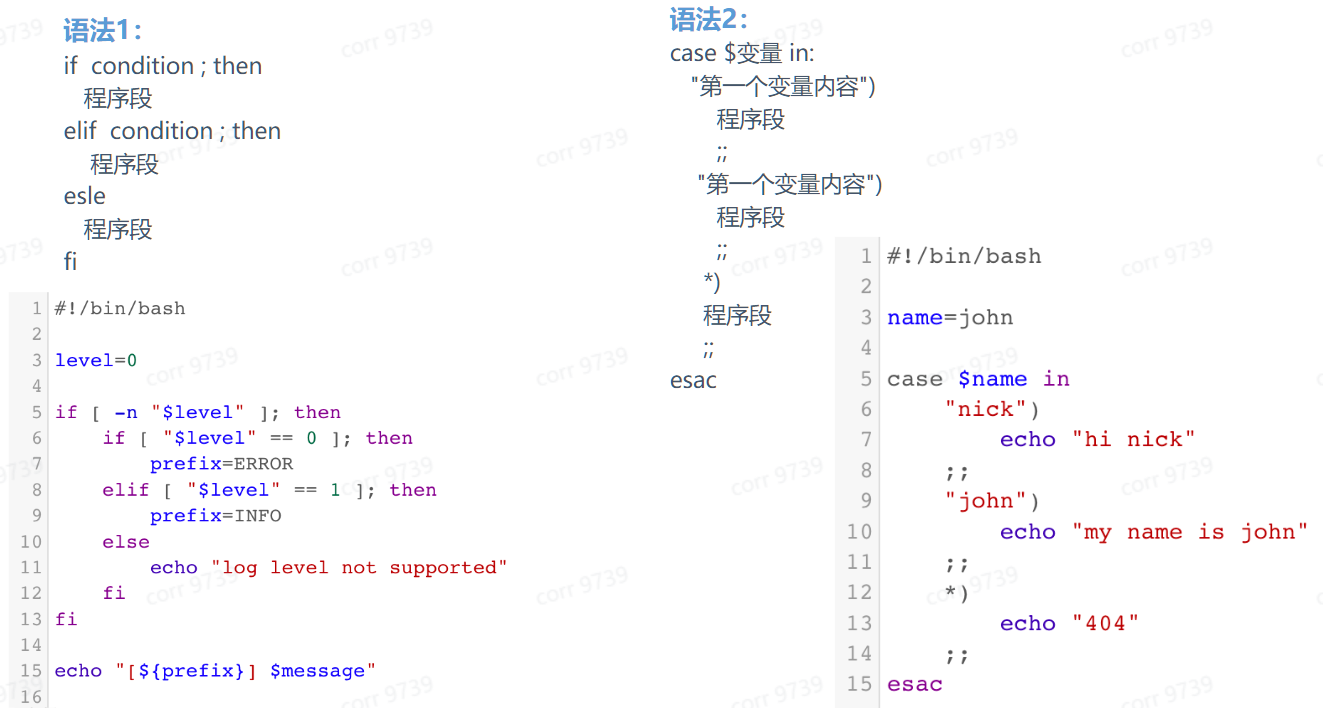 语法1：
if  condition ; then
程序段
elif  condition ; then
程序段
esle
程序段
fi
1 #!/bin/bash
2
3 level=0
4
5 if [ -n "$level" ]; then
6     if [ "$level" == 0 ]; then
7         prefix=ERROR
8     elif [ "$level" == 1 ]; then
9         prefix=INFO
10     else
11         echo "log level not supported"
12     fi
13 fi
14
15 echo "[${prefix}] $message"
16
语法2：
case $变量 in:
"第一个变量内容")
程序段
;;
"第一个变量内容")
程序段
;;
*)
程序段
;;
esac
1 #!/bin/bash
2
3 name=john
4
5 case $name in
6     "nick")
7         echo "hi nick"
8     ;;
9     "john")
10         echo "my name is john"
11     ;;
12     *)
13         echo "404"
14     ;;
15 esac
corr 9739